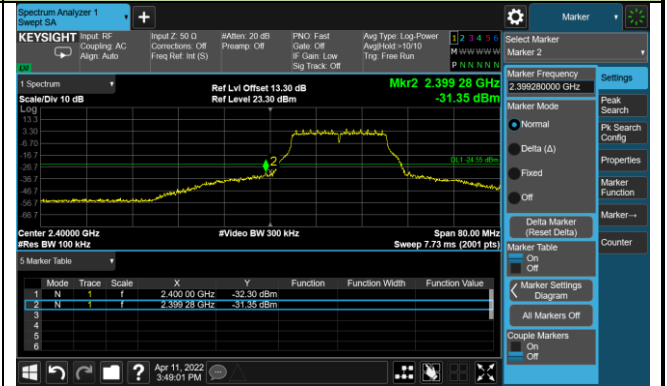 Spectrum Analyzer 1
Swept SA
Marker
KEYSIGHT
Input: RF
Coupling: AC
Align: Auto
Input Z: 50 Ω
Corrections: Off
Freq Ref: Int (S)
#Atten: 20 dB
Preamp: Off
PNO: Fast
Gate: Off
IF Gain: Low
Sig Track: Off
Avg Type: Log-Power
Avg|Hold:>10/10
Trig: Free Run
1 2 3 4 5 6
M W W W W W
P N N N N N
Select Marker
Marker 2
1 Spectrum
Scale/Div 10 dB
Log
Ref Lvl Offset 13.30 dB
Ref Level 23.30 dBm
Mkr2 2.399 28 GHz
-31.35 dBm
13.3
3.30
-6.70
-16.7
-26.7
-36.7
-46.7
-56.7
-66.7
2
DL1 -24.55 dBm
Center 2.40000 GHz
#Res BW 100 kHz
#Video BW 300 kHz
Span 80.00 MHz
Sweep 7.73 ms (2001 pts)
5 Marker Table
Mode Trace Scale X Y Function Function Width Function Value
1 N 1 f 2.400 00 GHz -32.30 dBm
2 N 1 f 2.399 28 GHz -31.35 dBm
3
4
5
6
Marker Frequency
2.399280000 GHz
Marker Mode
Normal
Delta (Δ)
Fixed
Off
Delta Marker
(Reset Delta)
Marker Table
On
Off
Marker Settings
Diagram
All Markers Off
Couple Markers
On
Off
Settings
Peak
Search
Pk Search
Config
Properties
Marker
Function
Marker→
Counter
Apr 11, 2022
3:49:01 PM